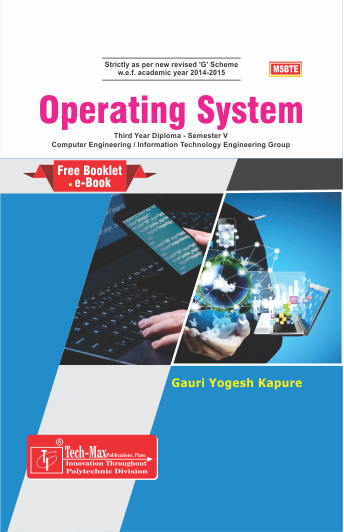 Strictly as per new revised 'G' Scheme
w.e.f. academic year 2014-2015
MSBTE
Operating System
Third Year Diploma - Semester V
Computer Engineering / Information Technology Engineering Group
Free Booklet
+ e-Book
Gauri Yogesh Kapure
®
Tech-Max Publications, Pune
Innovation Throughout
Polytechnic Division